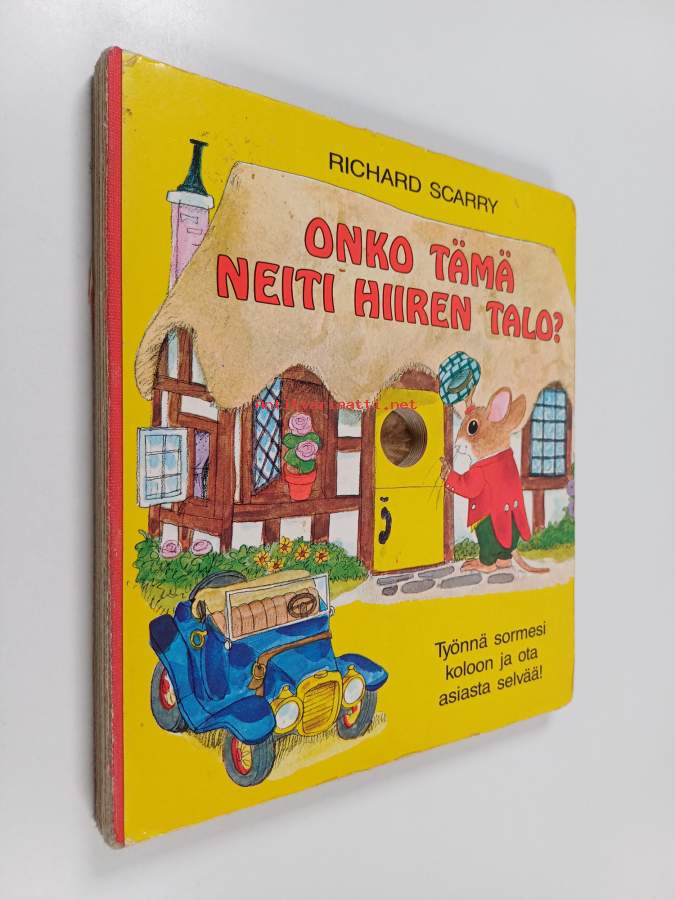 RICHARD SCARRY
ONKO TÄMÄ
NEITI HIIREN TALO?
antikvariaatti.net
Työnnä sormesi
koloon ja ota
asiasta selvää!